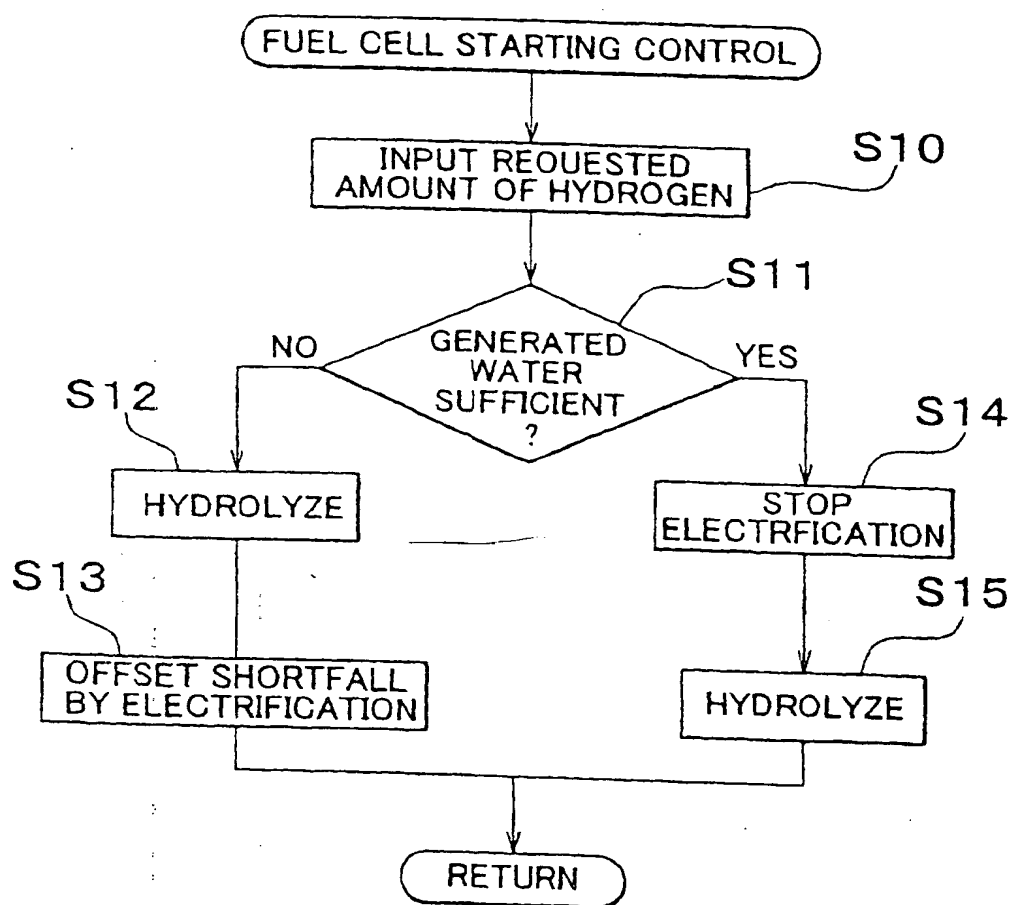 FUEL CELL STARTING CONTROL
INPUT REQUESTED
AMOUNT OF HYDROGEN
S10
S11
GENERATED
WATER
SUFFICIENT
?
NO
YES
S12
HYDROLYZE
S13
OFFSET SHORTFALL
BY ELECTRIFICATION
S14
STOP
ELECTRFICATION
S15
HYDROLYZE
RETURN